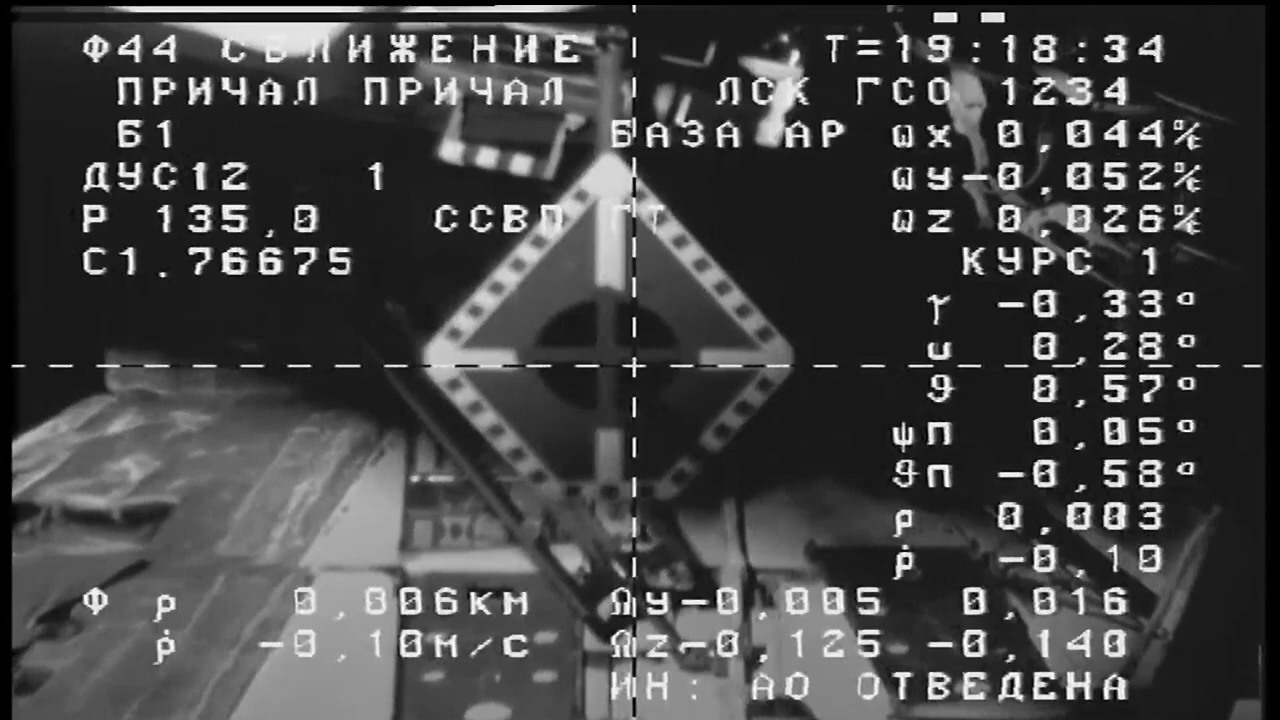 Ф44 СБЛИЖЕНИЕ T=19:18:34
ПРИЧАЛ ПРИЧАЛ ЛСК ГСО 1234
Б1 БАЗА АР ωx 0,044°/c
ДУС12 1 ωy-0,052°/c
Р 135,0 ССВП ГТ ωz 0,026°/c
С1.76675 КУРС 1
γ -0,33°
u 0,28°
ϑ 0,57°
ψп 0,05°
ϑп -0,58°
ρ 0,003
ρ̇ -0,10
Ф ρ 0,006км Ωy-0,005 0,016
ρ̇ -0,10м/с Ωz-0,125 -0,140
ИН: АО ОТВЕДЕНА